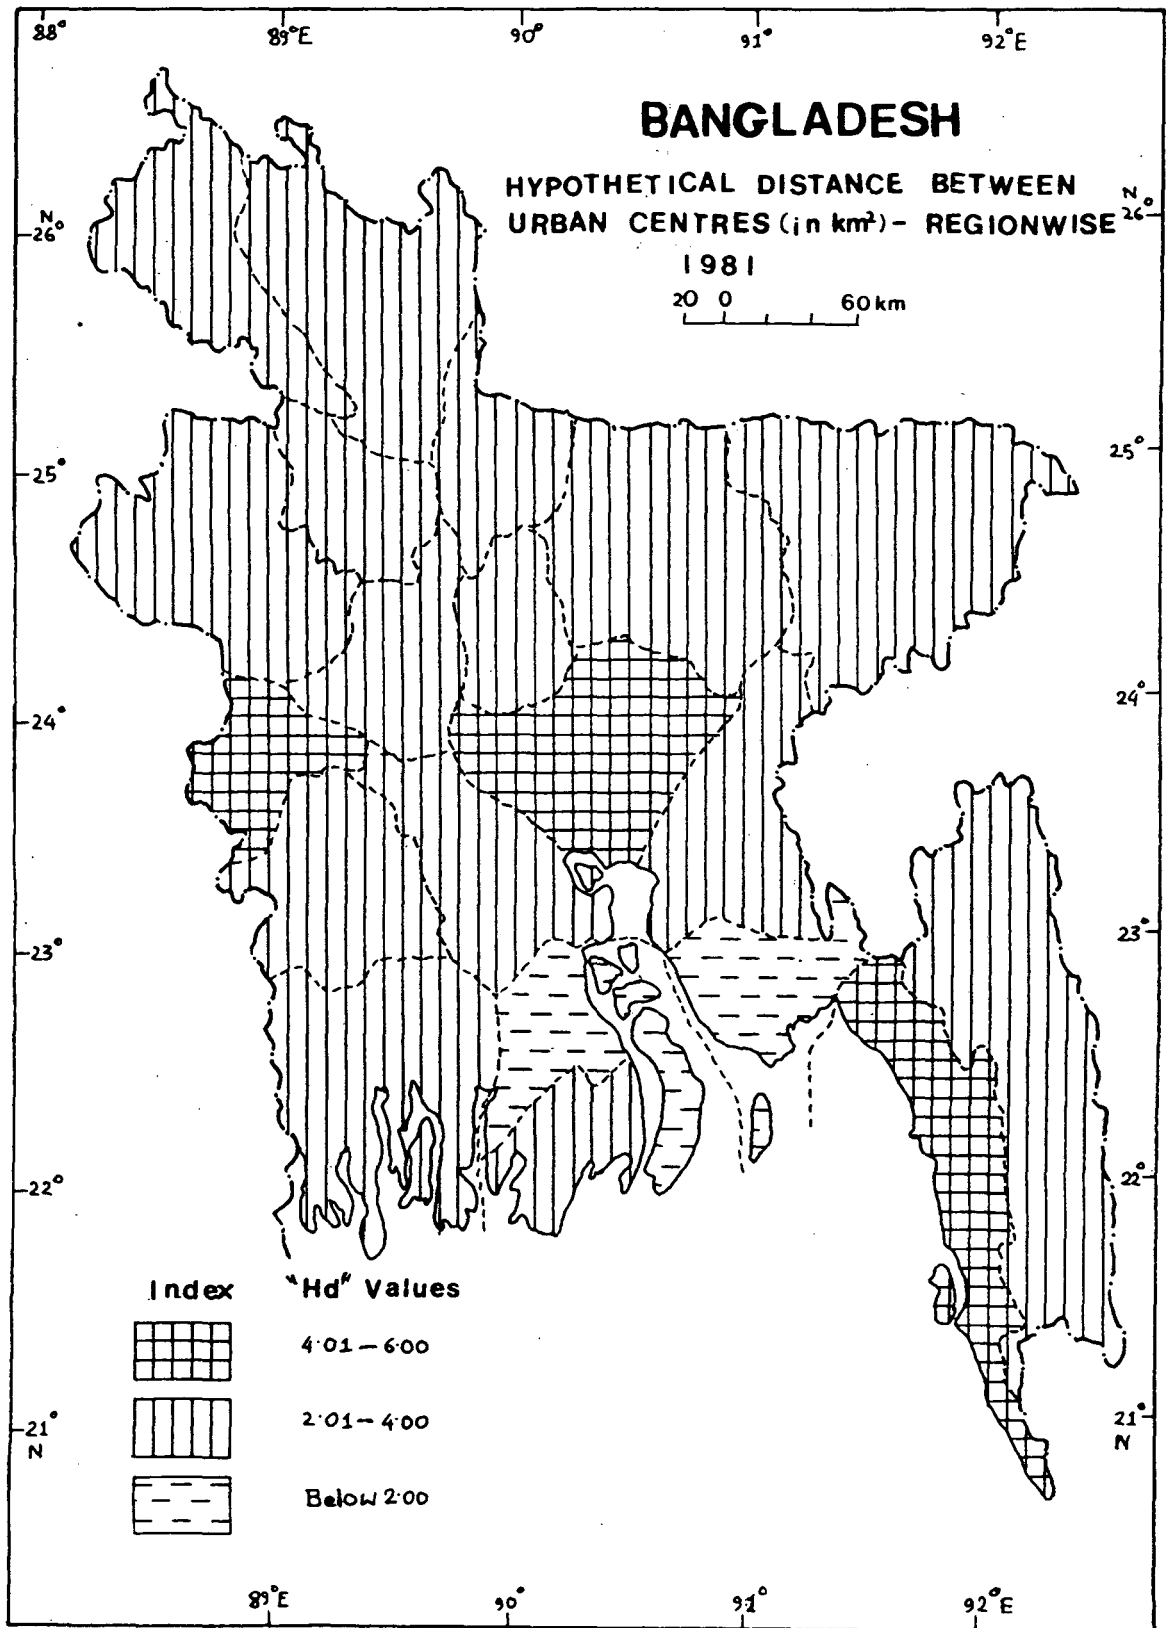 88° 89°E 90° 91° 92°E
BANGLADESH
HYPOTHETICAL DISTANCE BETWEEN
URBAN CENTRES (in km²) - REGIONWISE
1981
20 0 60 km
N
26°
N
26°
25°
25°
24°
24°
23°
23°
22°
22°
21°
N
21°
N
Index "Hd" Values
4.01 - 6.00
2.01 - 4.00
Below 2.00
89°E 90° 91° 92°E